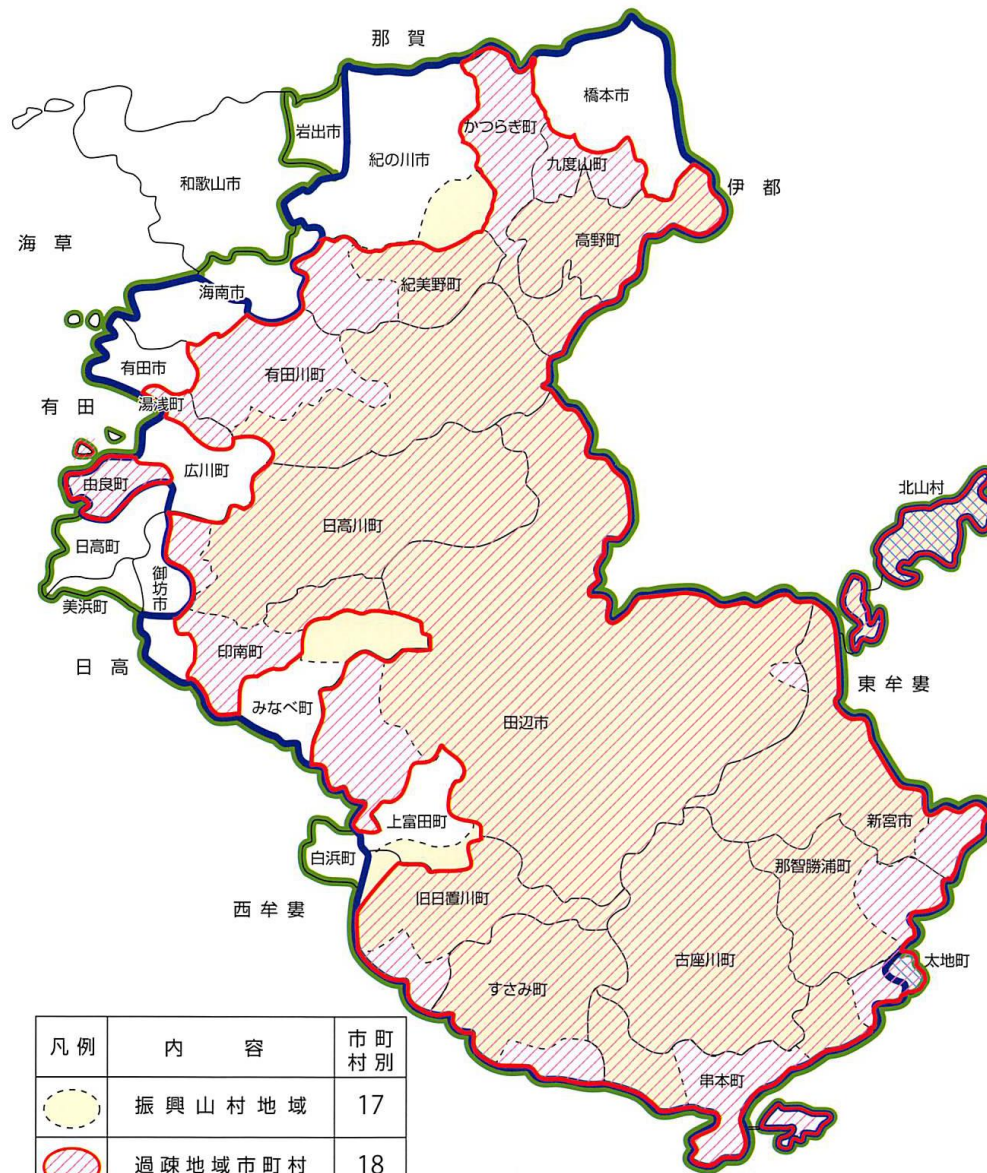 那賀
橋本市
岩出市
かつらぎ町
紀の川市
九度山町
和歌山市
伊都
高野町
海草
海南市
紀美野町
有田市
有田川町
湯浅町
有田
広川町
由良町
北山村
日高川町
日高町
御坊市
美浜町
印南町
日高
東牟婁
みなべ町
田辺市
上富田町
新宮市
白浜町
那智勝浦町
旧日置川町
西牟婁
古座川町
太地町
すさみ町
串本町
凡例 内容 市町村別
振興山村地域 17
過疎地域市町村 18